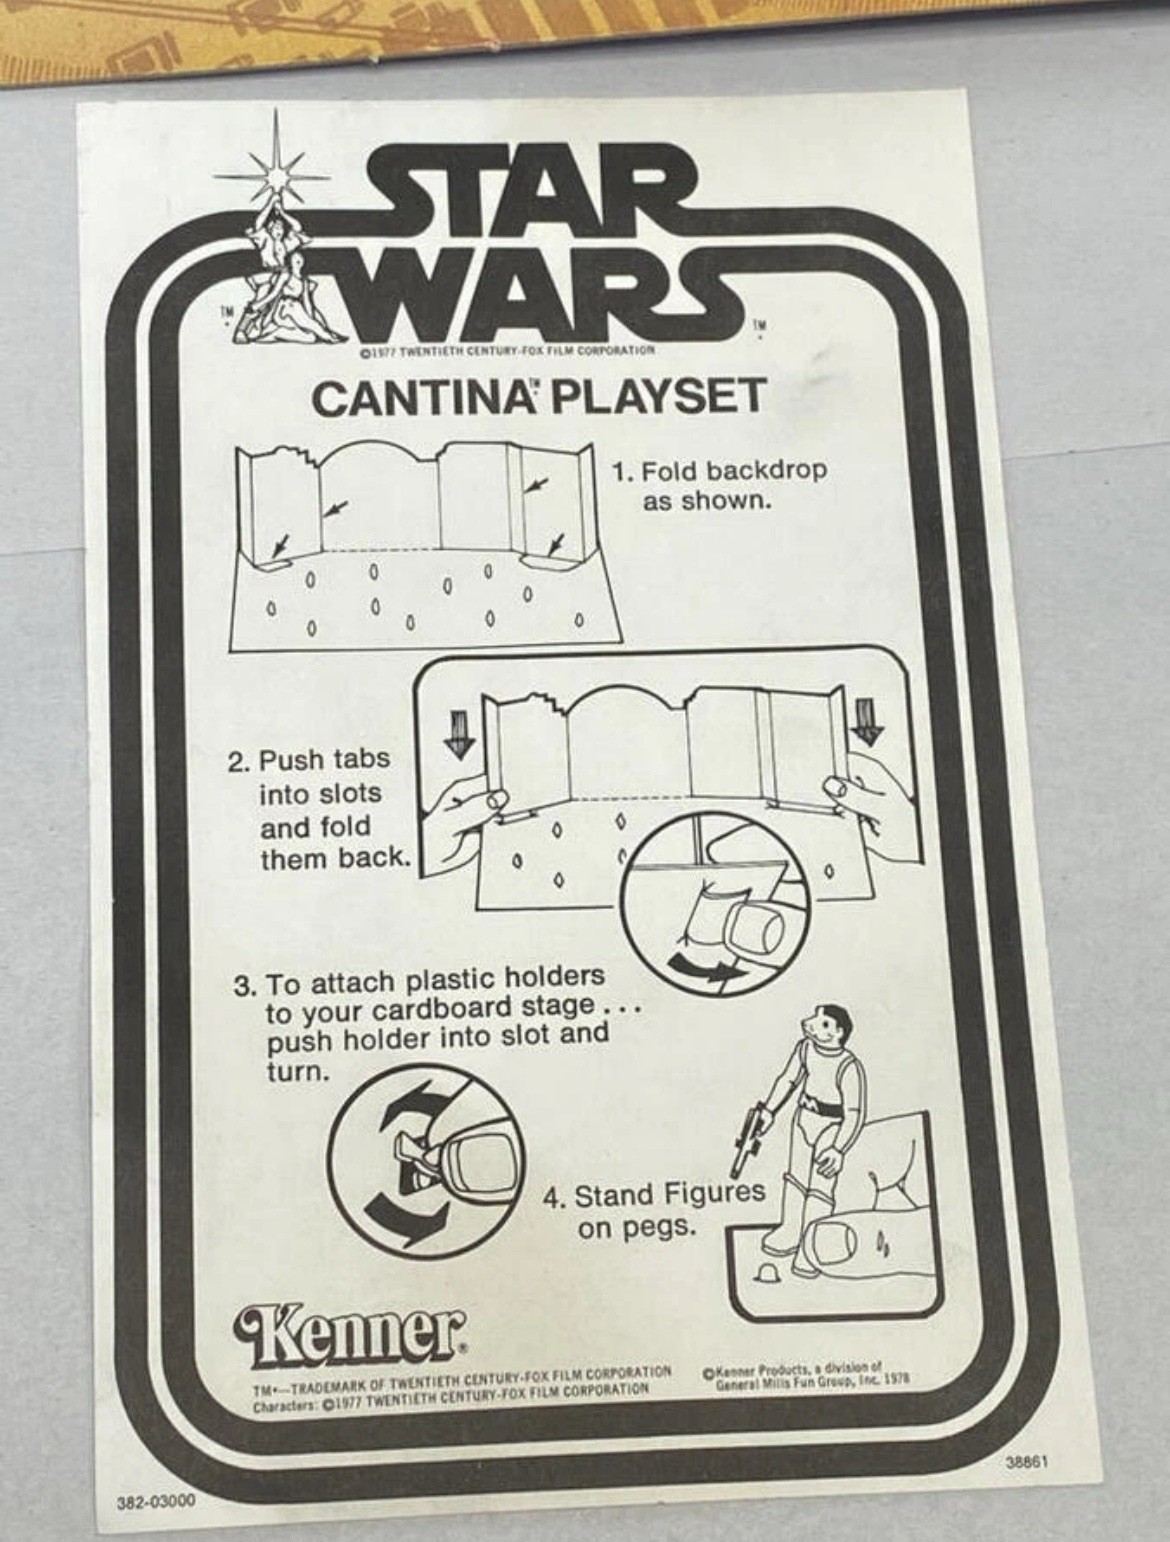 STAR
WARS
TM
TM
©1977 TWENTIETH CENTURY-FOX FILM CORPORATION
CANTINA™ PLAYSET
1. Fold backdrop
as shown.
2. Push tabs
into slots
and fold
them back.
3. To attach plastic holders
to your cardboard stage...
push holder into slot and
turn.
4. Stand Figures
on pegs.
Kenner®
TM•—TRADEMARK OF TWENTIETH CENTURY-FOX FILM CORPORATION
Characters: ©1977 TWENTIETH CENTURY-FOX FILM CORPORATION
©Kenner Products, a division of
General Mills Fun Group, Inc. 1978
382-03000
38861